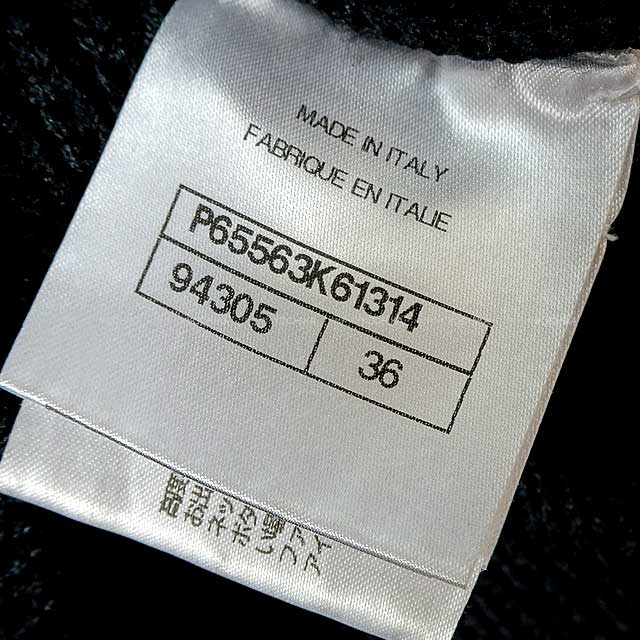 MADE IN ITALY
FABRIQUE EN ITALIE
P65563K61314
94305
36